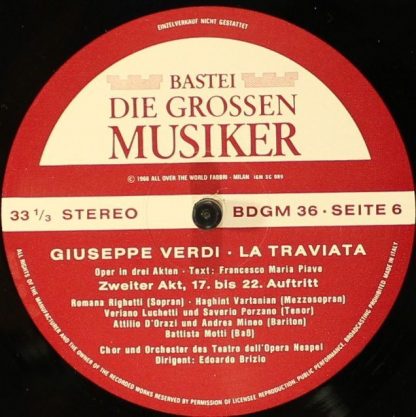 EINZELVERKAUF NICHT GESTATTET
BASTEI
DIE GROSSEN
MUSIKER
© 1966 ALL OVER THE WORLD FABBRI - MILAN IGM SC 089
33 1/3 STEREO
BDGM 36 · SEITE 6
GIUSEPPE VERDI · LA TRAVIATA
Oper in drei Akten · Text: Francesco Maria Piave
Zweiter Akt, 17. bis 22. Auftritt
Romana Righetti (Sopran) · Haghint Vartanian (Mezzosopran)
Veriano Luchetti und Saverio Porzano (Tenor)
Attilio D'Orazi und Andrea Mineo (Bariton)
Battista Motti (Baß)
Chor und Orchester des Teatro dell'Opera Neapel
Dirigent: Edoardo Brizio
ALL RIGHTS OF THE MANUFACTURER AND OF THE OWNER OF THE RECORDED WORKS RESERVED BY PERMISSION OF LICENSEE. REPRODUCTION, PUBLIC PERFORMANCE, BROADCASTING PROHIBITED MADE IN ITALY